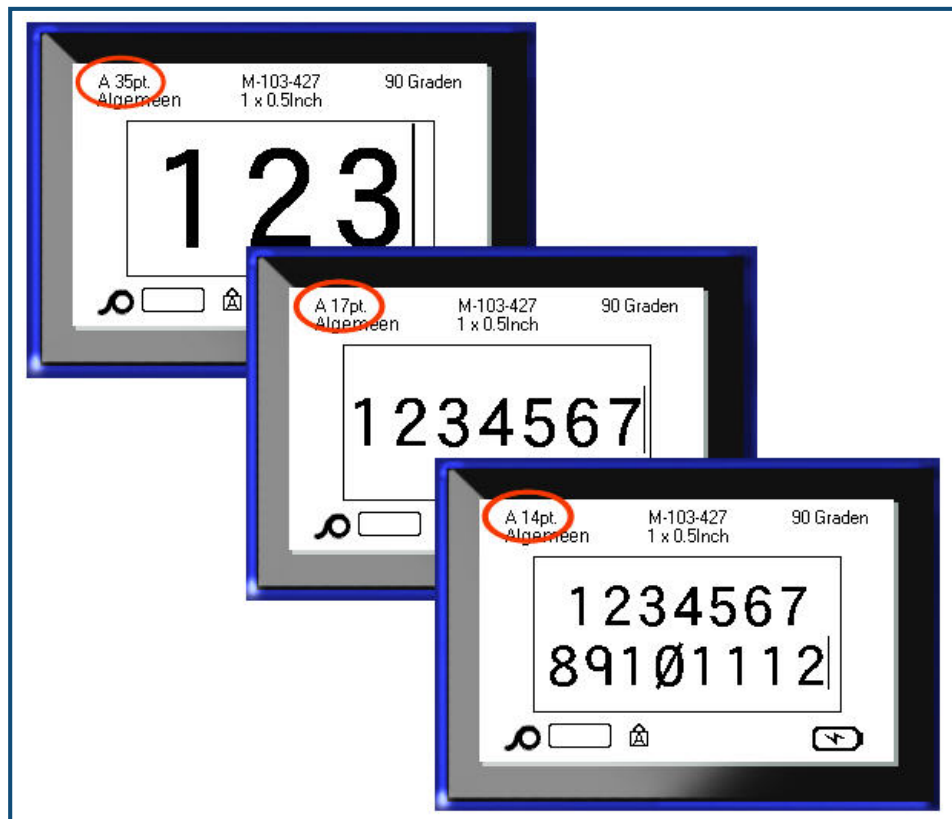 A 35pt. M-103-427 90 Graden
Algemeen 1 x 0.5Inch
123
A
A 17pt. M-103-427 90 Graden
Algemeen 1 x 0.5Inch
1234567
A 14pt. M-103-427 90 Graden
Algemeen 1 x 0.5Inch
1234567
891Ø1112
A